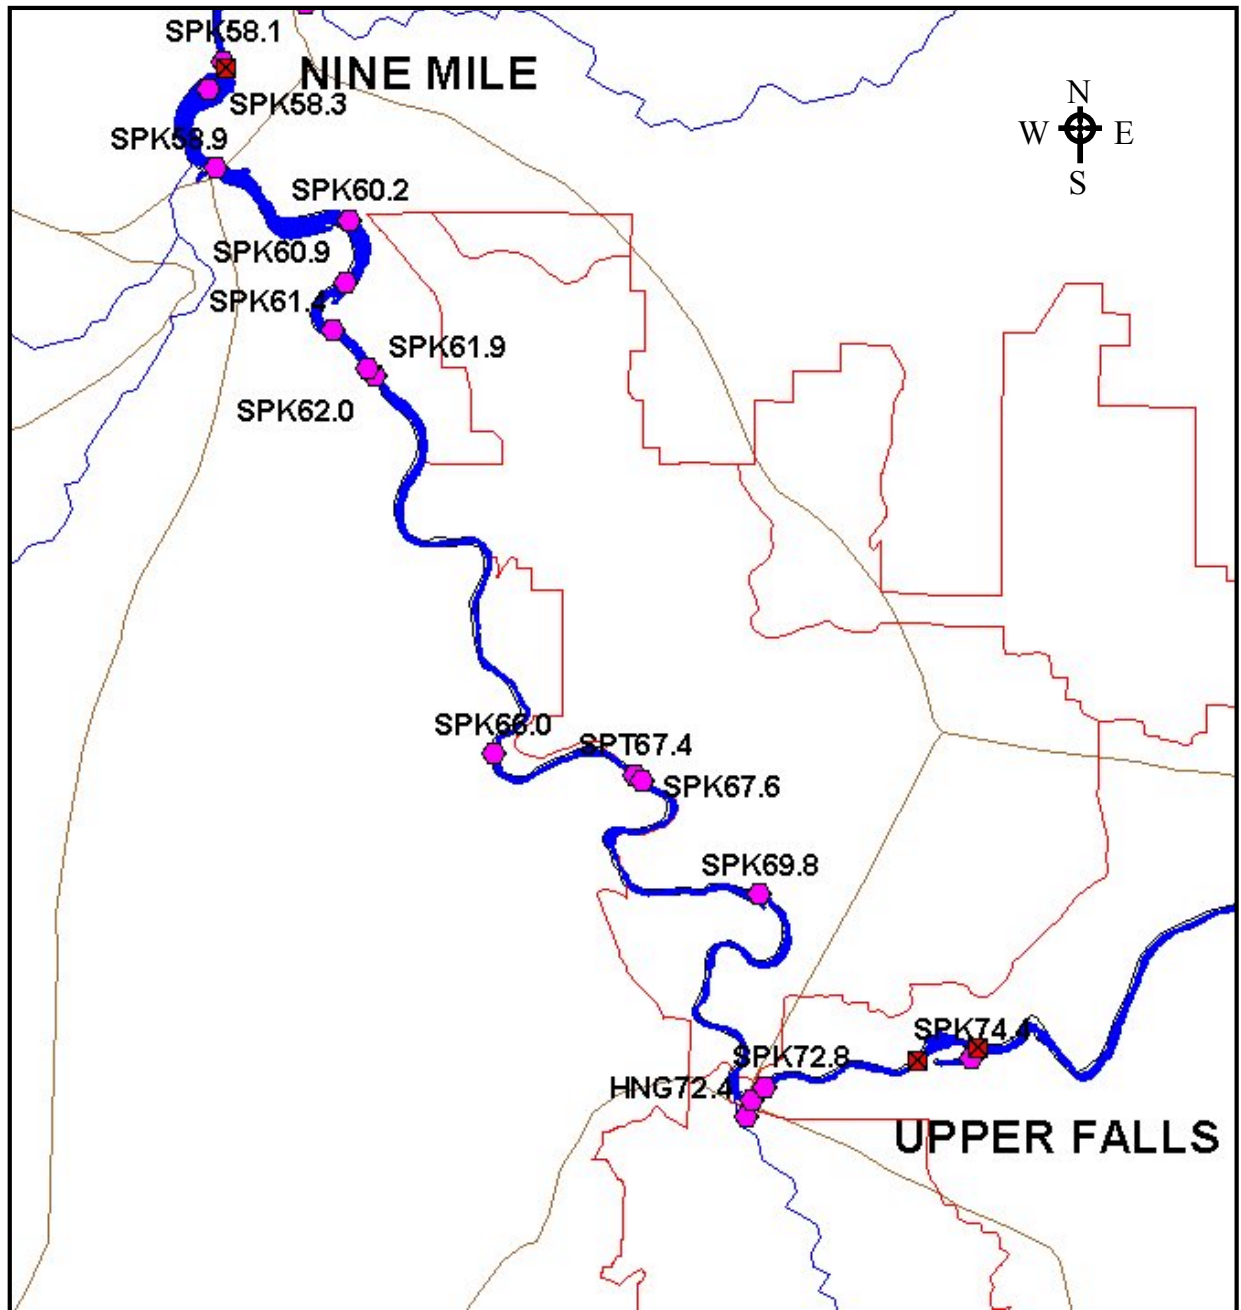 SPK58.1
NINE MILE
SPK58.3
N
W E
S
SPK58.9
SPK60.2
SPK60.9
SPK61.4
SPK61.9
SPK62.0
SPK66.0
SPT67.4
SPK67.6
SPK69.8
SPK74.4
SPK72.8
HNG72.4
UPPER FALLS